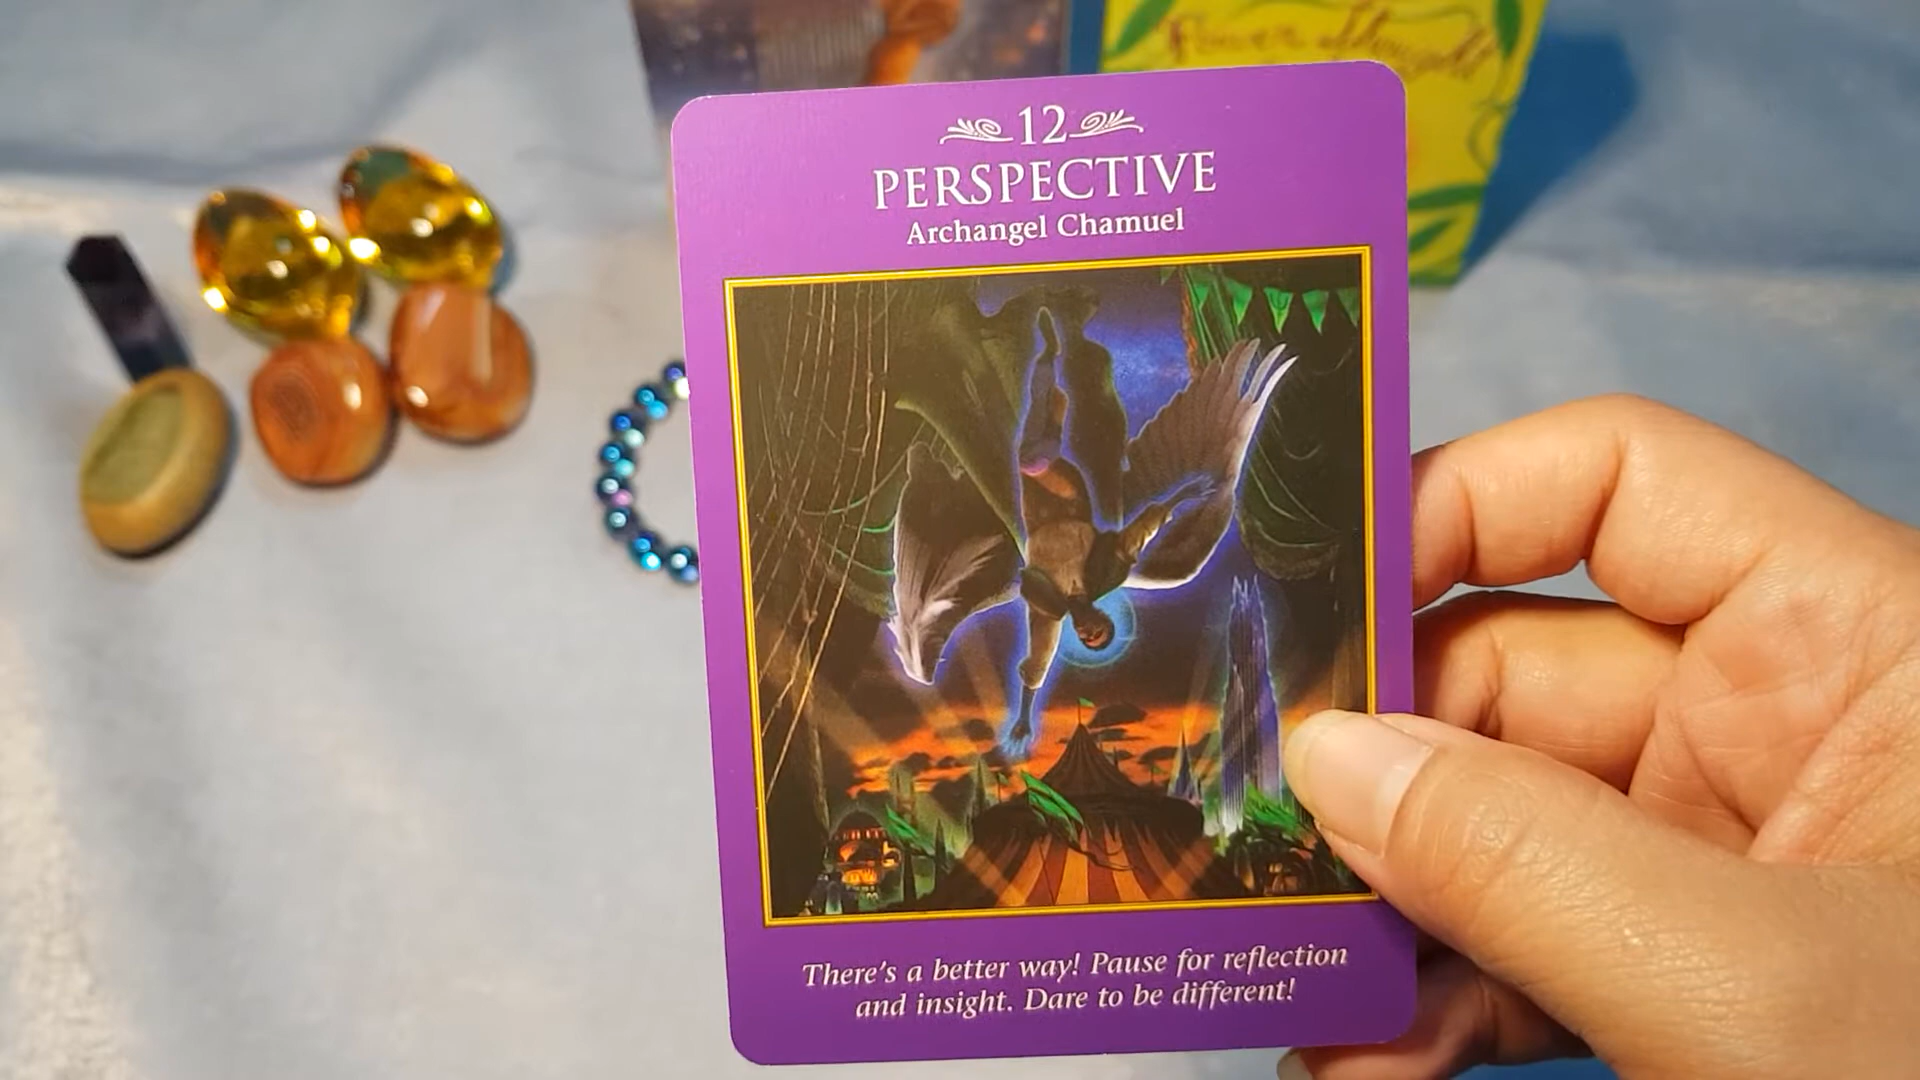 12
PERSPECTIVE
Archangel Chamuel
There's a better way! Pause for reflection
and insight. Dare to be different!